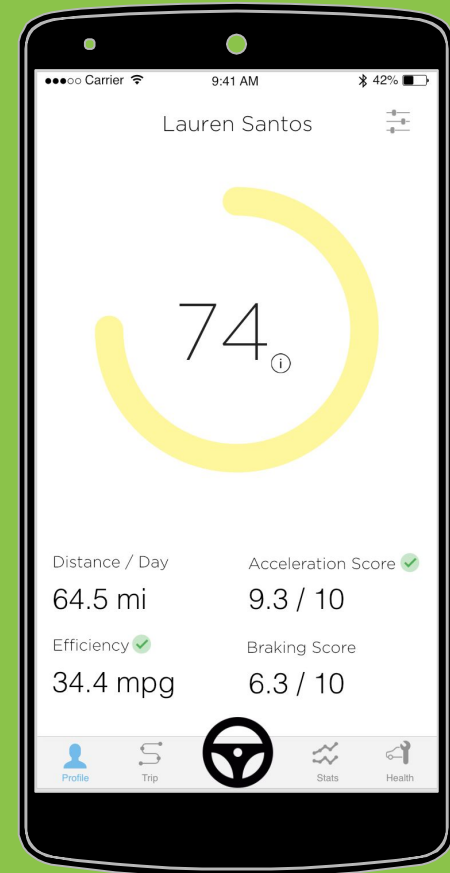 Carrier 9:41 AM 42%
Lauren Santos
74
i
Distance / Day
64.5 mi
Acceleration Score
9.3 / 10
Efficiency
34.4 mpg
Braking Score
6.3 / 10
Profile Trip Stats Health